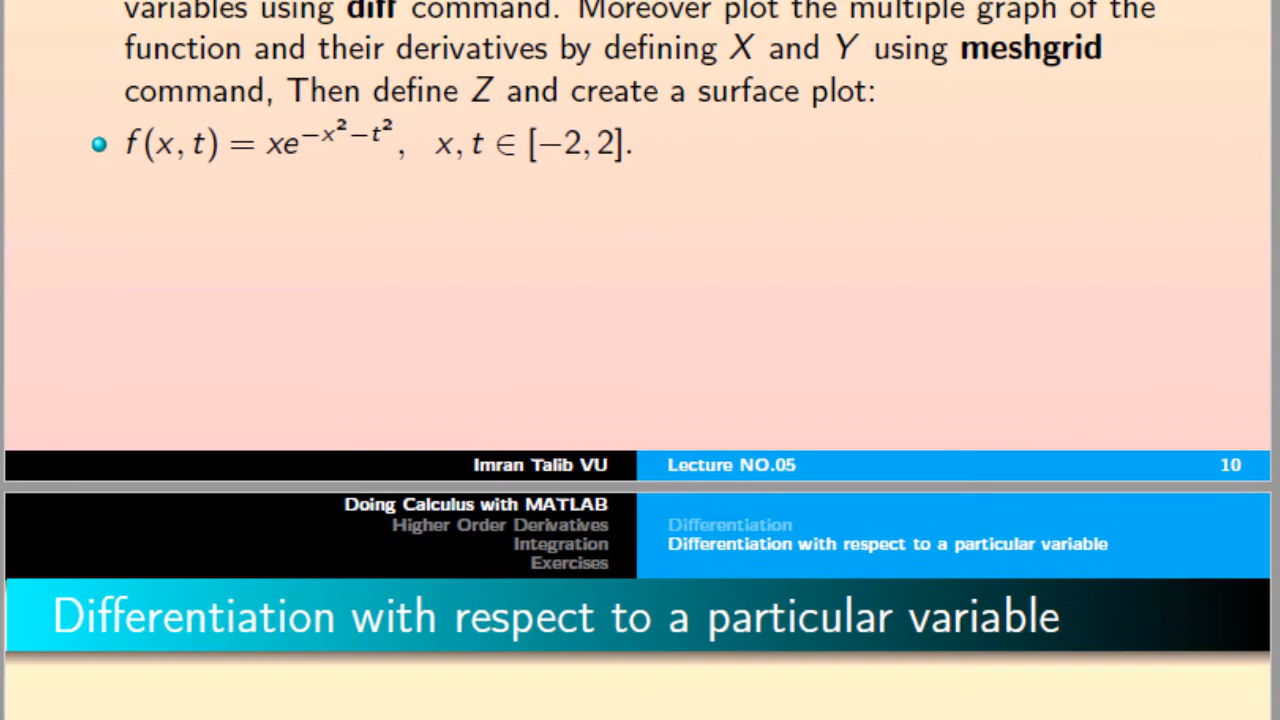 variables using diff command. Moreover plot the multiple graph of the
function and their derivatives by defining X and Y using meshgrid
command, Then define Z and create a surface plot:
f(x, t) = xe^{−x^2−t^2}, x, t ∈ [−2, 2].
Imran Talib VU Lecture NO.05 10
Doing Calculus with MATLAB
Higher Order Derivatives
Integration
Exercises
Differentiation
Differentiation with respect to a particular variable
Differentiation with respect to a particular variable